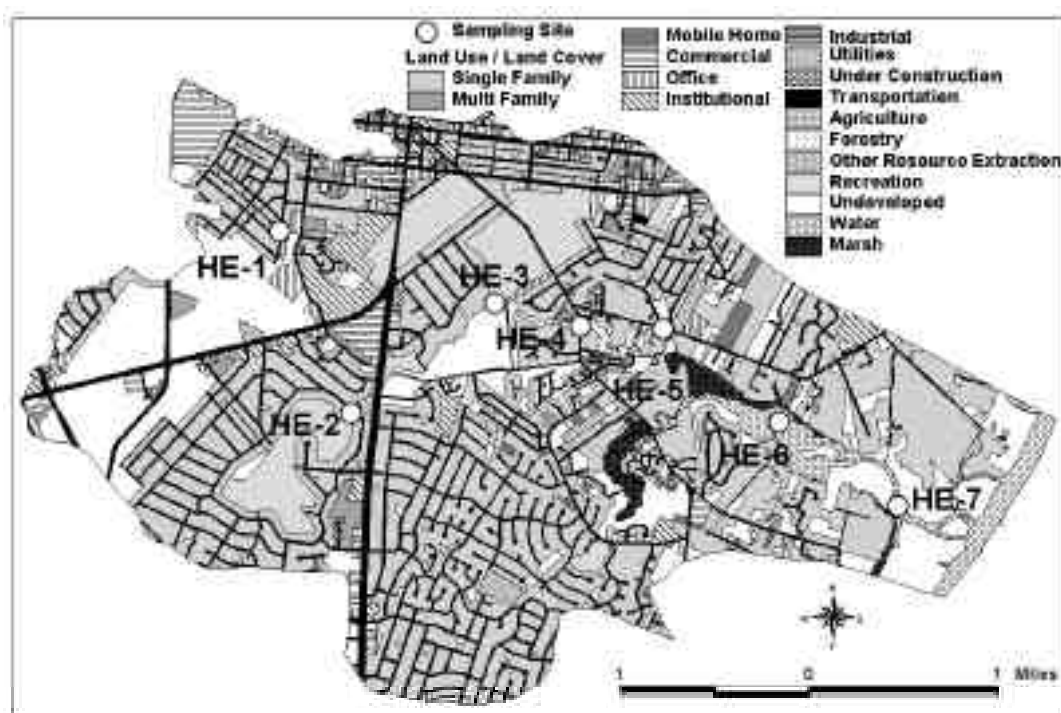 Sampling Site
Land Use / Land Cover
Single Family
Multi Family
Mobile Home
Commercial
Office
Institutional
Industrial
Utilities
Under Construction
Transportation
Agriculture
Forestry
Other Resource Extraction
Recreation
Undeveloped
Water
Marsh
HE-1
HE-3
HE-4
HE-5
HE-2
HE-6
HE-7
1 0 1 Miles